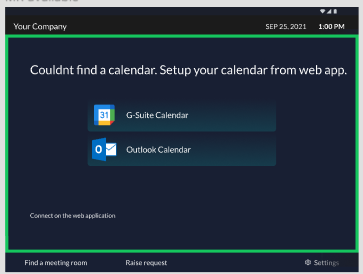 Your Company
SEP 25, 2021 1:00 PM
Couldnt find a calendar. Setup your calendar from web app.
31 G-Suite Calendar
Outlook Calendar
Connect on the web application
Find a meeting room Raise request Settings